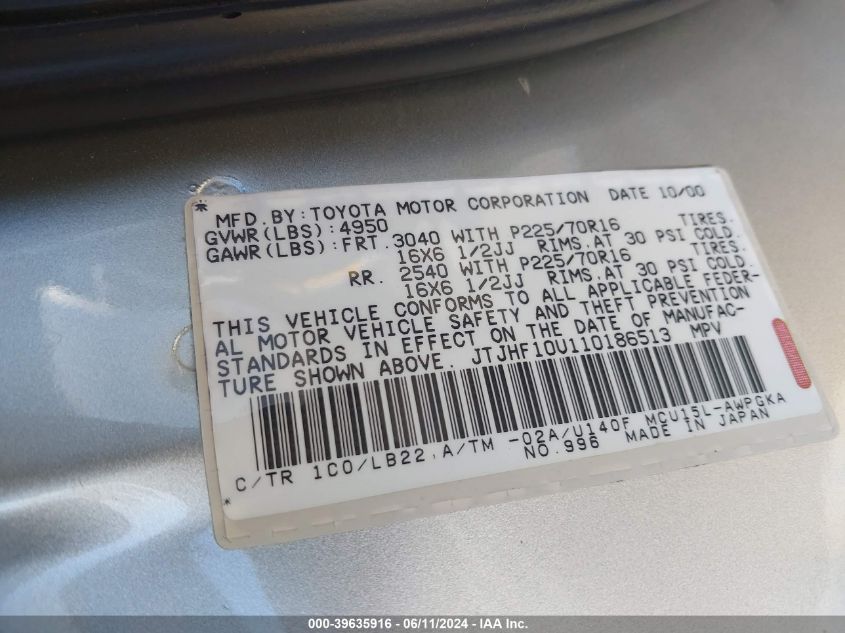 MFD.BY:TOYOTA MOTOR CORPORATION DATE 10/00
GVWR(LBS):4950
GAWR(LBS):FRT.3040 WITH P225/70R16 TIRES.
16X6 1/2JJ RIMS.AT 30 PSI COLD.
RR. 2540 WITH P225/70R16 TIRES.
16X6 1/2JJ RIMS.AT 30 PSI COLD.
THIS VEHICLE CONFORMS TO ALL APPLICABLE FEDER-
AL MOTOR VEHICLE SAFETY AND THEFT PREVENTION
STANDARDS IN EFFECT ON THE DATE OF MANUFAC-
TURE SHOWN ABOVE. JTJHF10U110186513 MPV
C/TR 1C0/LB22,A/TM -02A/U140F MCU15L-AWPGKA
NO.996 MADE IN JAPAN
000-39635916 - 06/11/2024 - IAA Inc.